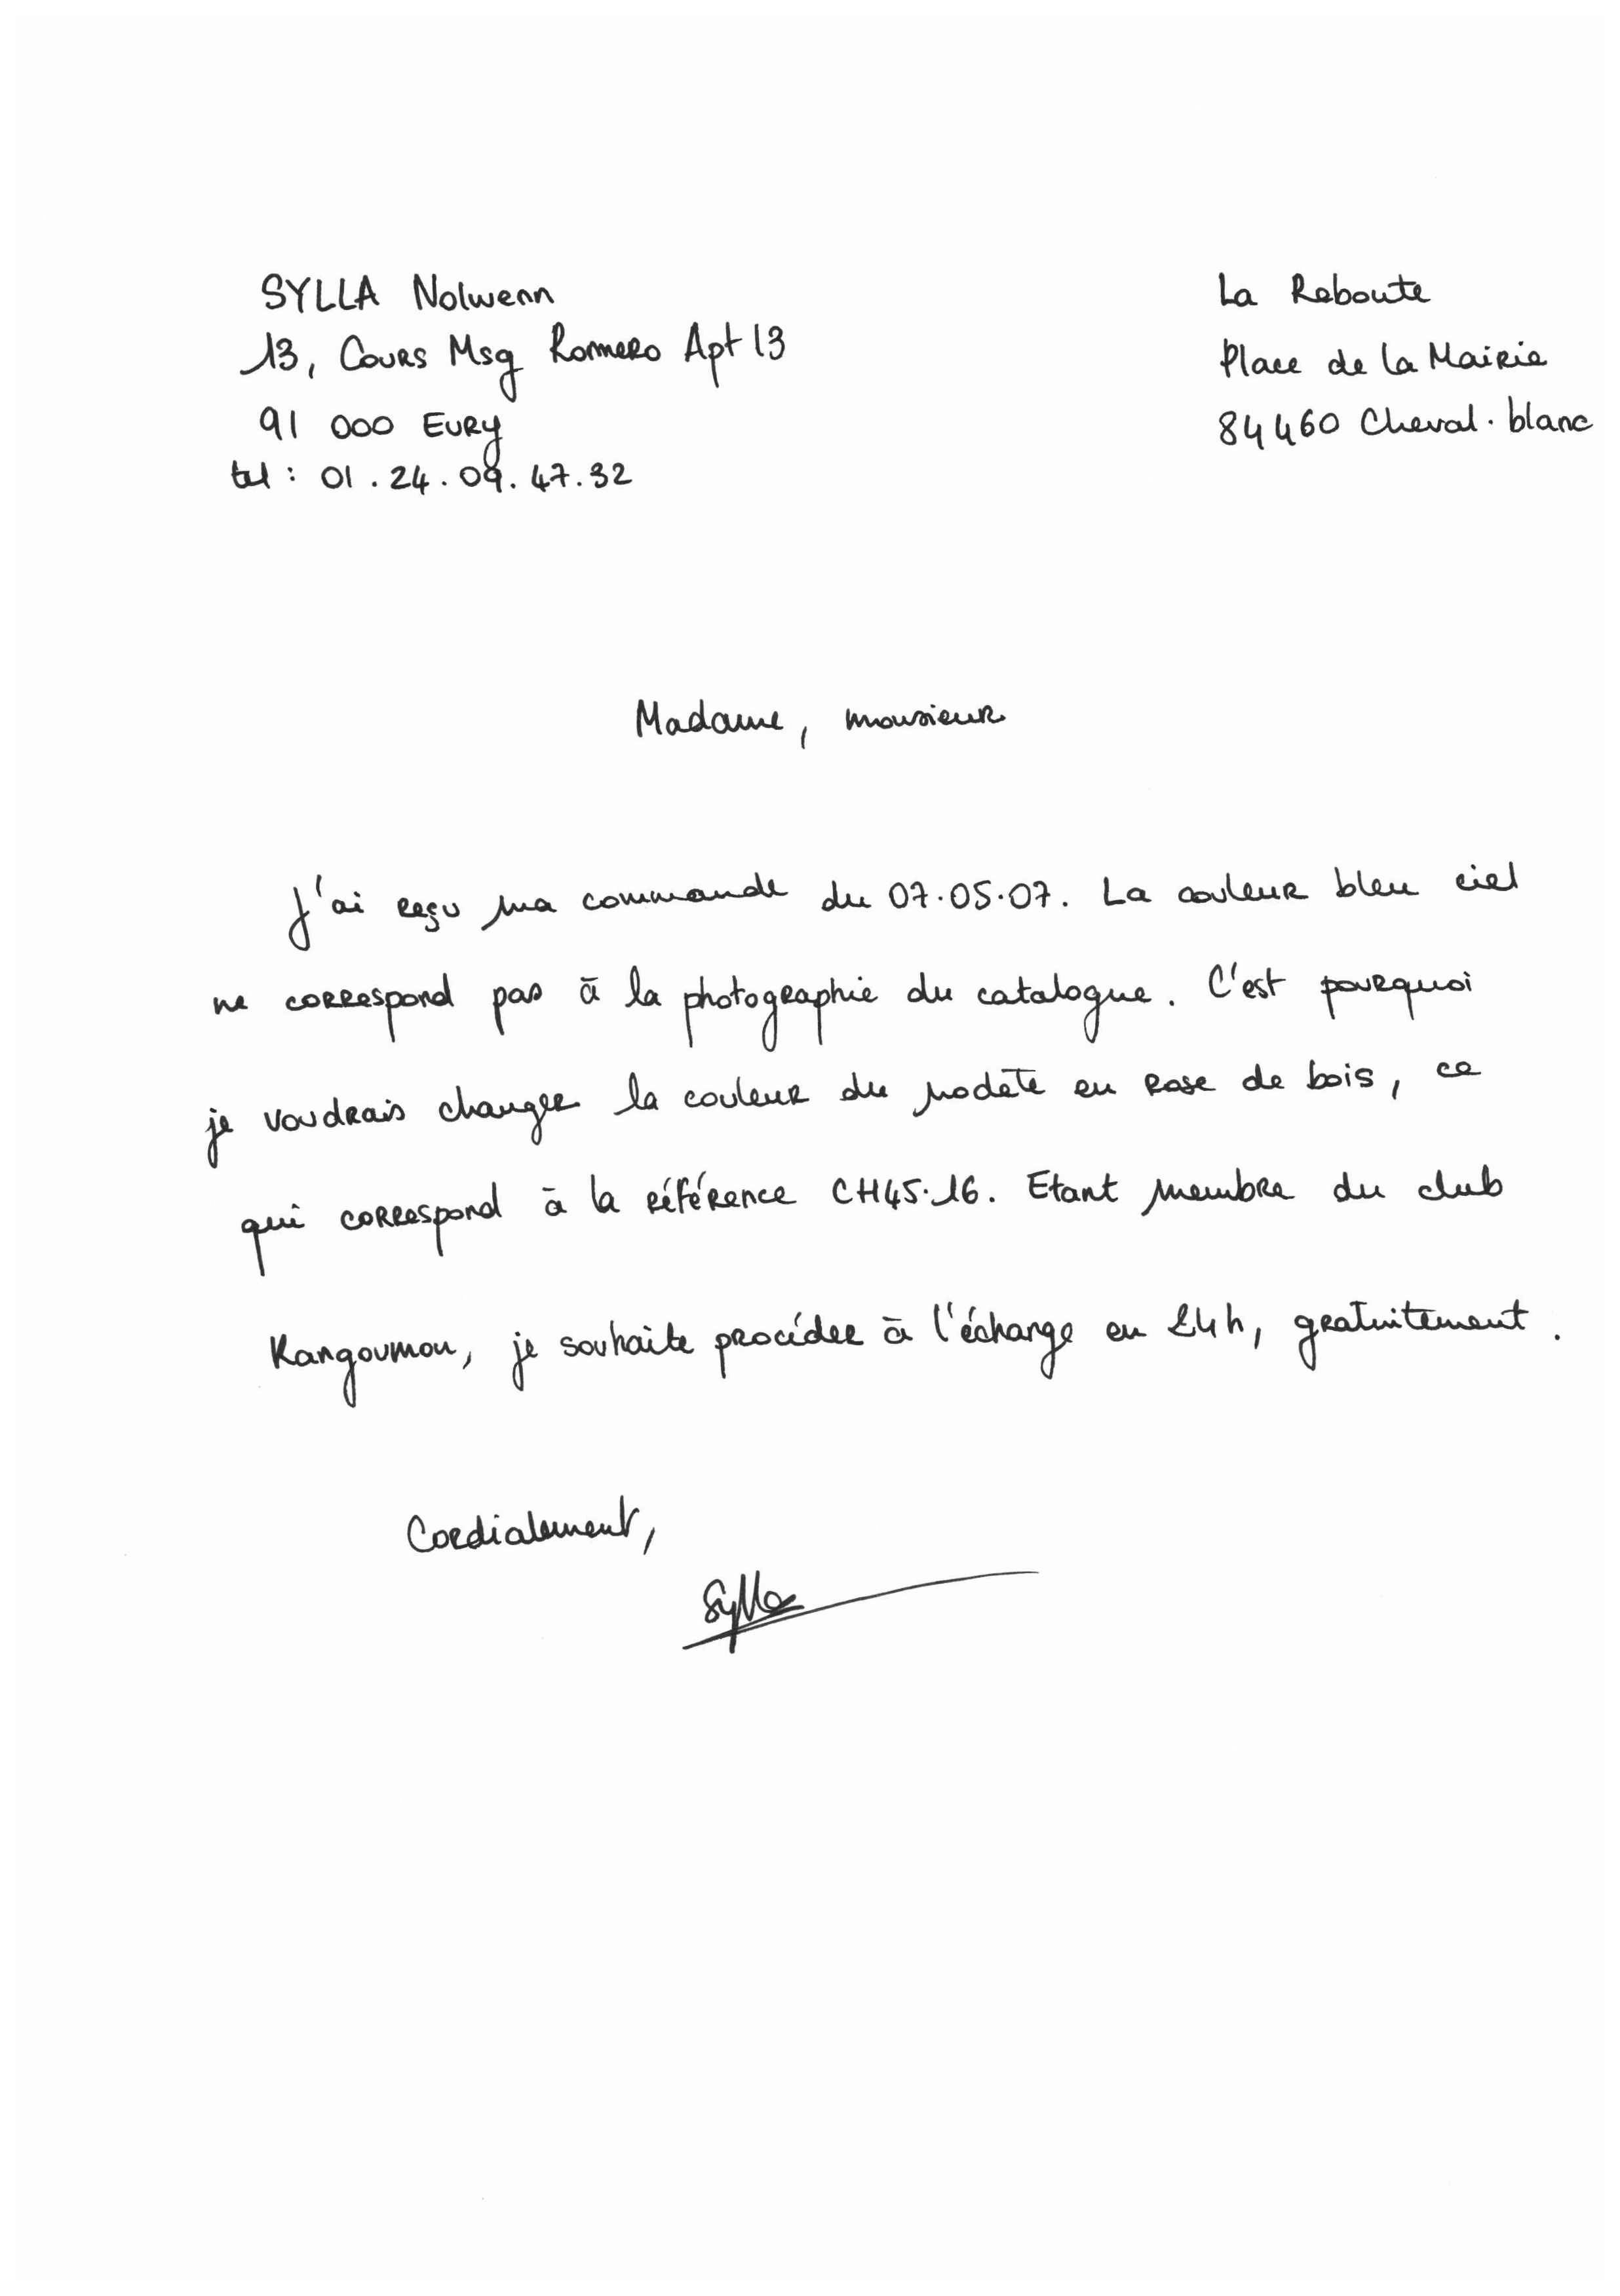 SYLLA Nolwenn
13, Cours Msg Romero Apt 13
91 000 EVRY
tel : 01.24.09.47.32
La Reboute
Place de la Mairie
84460 Cheval-blanc
Madame, monsieur
J'ai reçu ma commande du 07.05.07. La couleur bleu ciel
ne correspond pas à la photographie du catalogue. C'est pourquoi
je voudrais changer la couleur du modèle en rose de bois, ce
qui correspond à la référence CH45.16. Etant membre du club
Kangoumou, je souhaite procéder à l'échange en 24h, gratuitement.
Cordialement,
Sylla